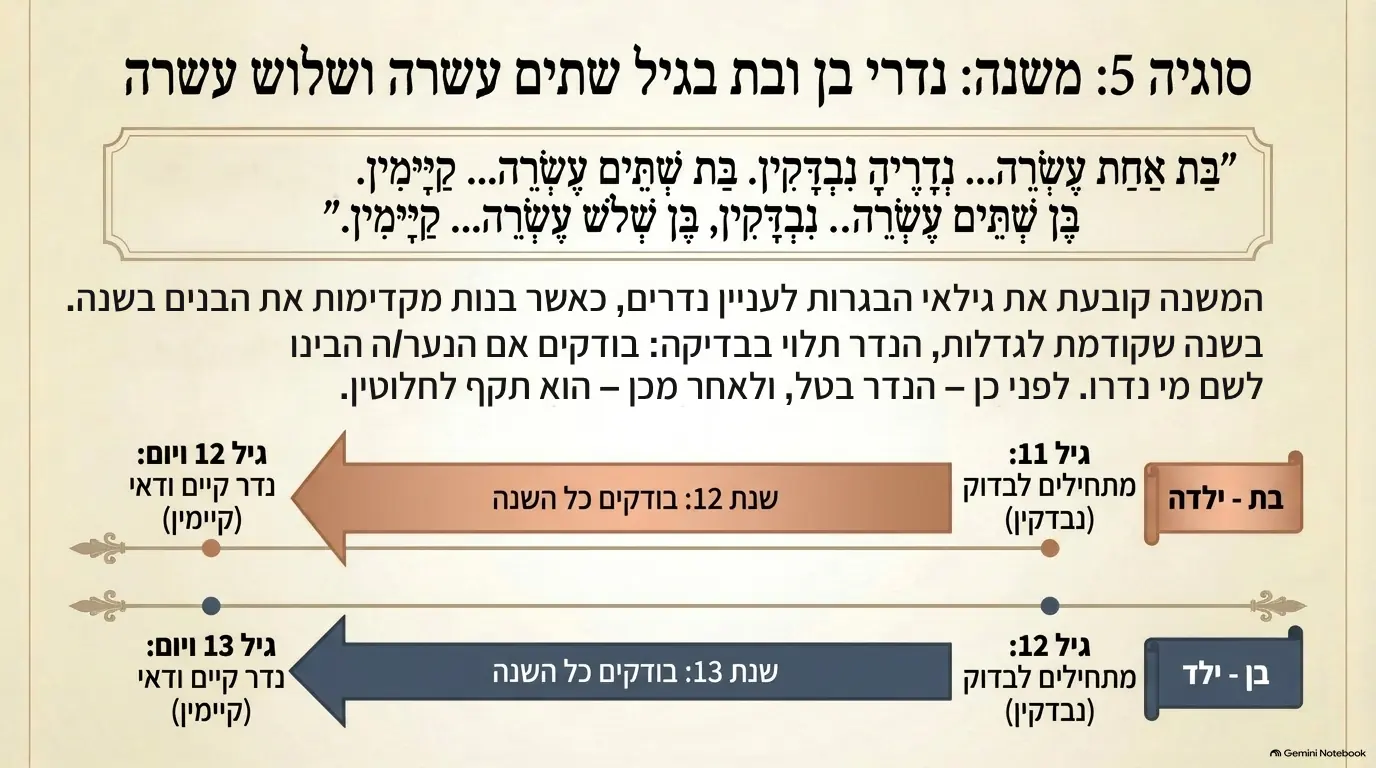 סוגיה 5: משנה: נדרי בן ובת בגיל שתים עשרה ושלוש עשרה
"בַּת אַחַת עֶשְׂרֵה... נְדָרֶיהָ נִבְדָּקִין. בַּת שְׁתֵּים עֶשְׂרֵה... קַיָּימִין.
בֶּן שְׁתֵּים עֶשְׂרֵה.. נִבְדָּקִין, בֶּן שְׁלֹשׁ עֶשְׂרֵה... קַיָּימִין."
המשנה קובעת את גילאי הבגרות לעניין נדרים, כאשר בנות מקדימות את הבנים בשנה.
בשנה שקודמת לגדלות, הנדר תלוי בבדיקה: בודקים אם הנער/ה הבינו
לשם מי נדרו. לפני כן – הנדר בטל, ולאחר מכן – הוא תקף לחלוטין.
בת - ילדה
גיל 11:
מתחילים לבדוק
(נבדקין)
שנת 12: בודקים כל השנה
גיל 12 ויום:
נדר קיים ודאי
(קיימין)
בן - ילד
גיל 12:
מתחילים לבדוק
(נבדקין)
שנת 13: בודקים כל השנה
גיל 13 ויום:
נדר קיים ודאי
(קיימין)
Gemini Notebook